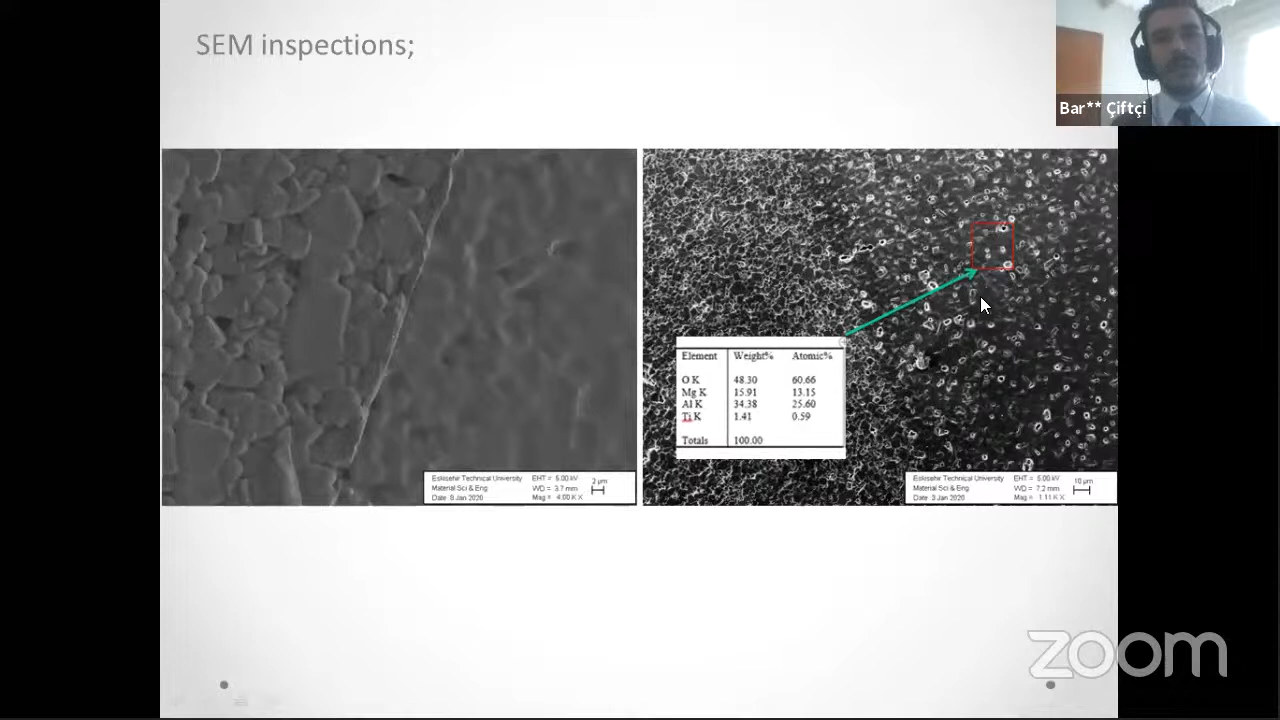 SEM inspections;
Bar** Çiftçi
Element Weight% Atomic%
O K 48.30 60.66
Mg K 15.91 13.15
Al K 34.38 25.60
Ti K 1.41 0.59
Totals 100.00
Eskisehir Technical University EHT = 5.00 kV 2 µm
Material Sci & Eng WD = 3.7 mm
Date :8 Jan 2020 Mag = 4.00 K X
Eskisehir Technical University EHT = 5.00 kV 10 µm
Material Sci & Eng WD = 7.2 mm
Date :3 Jan 2020 Mag = 1.11 K X
zoom